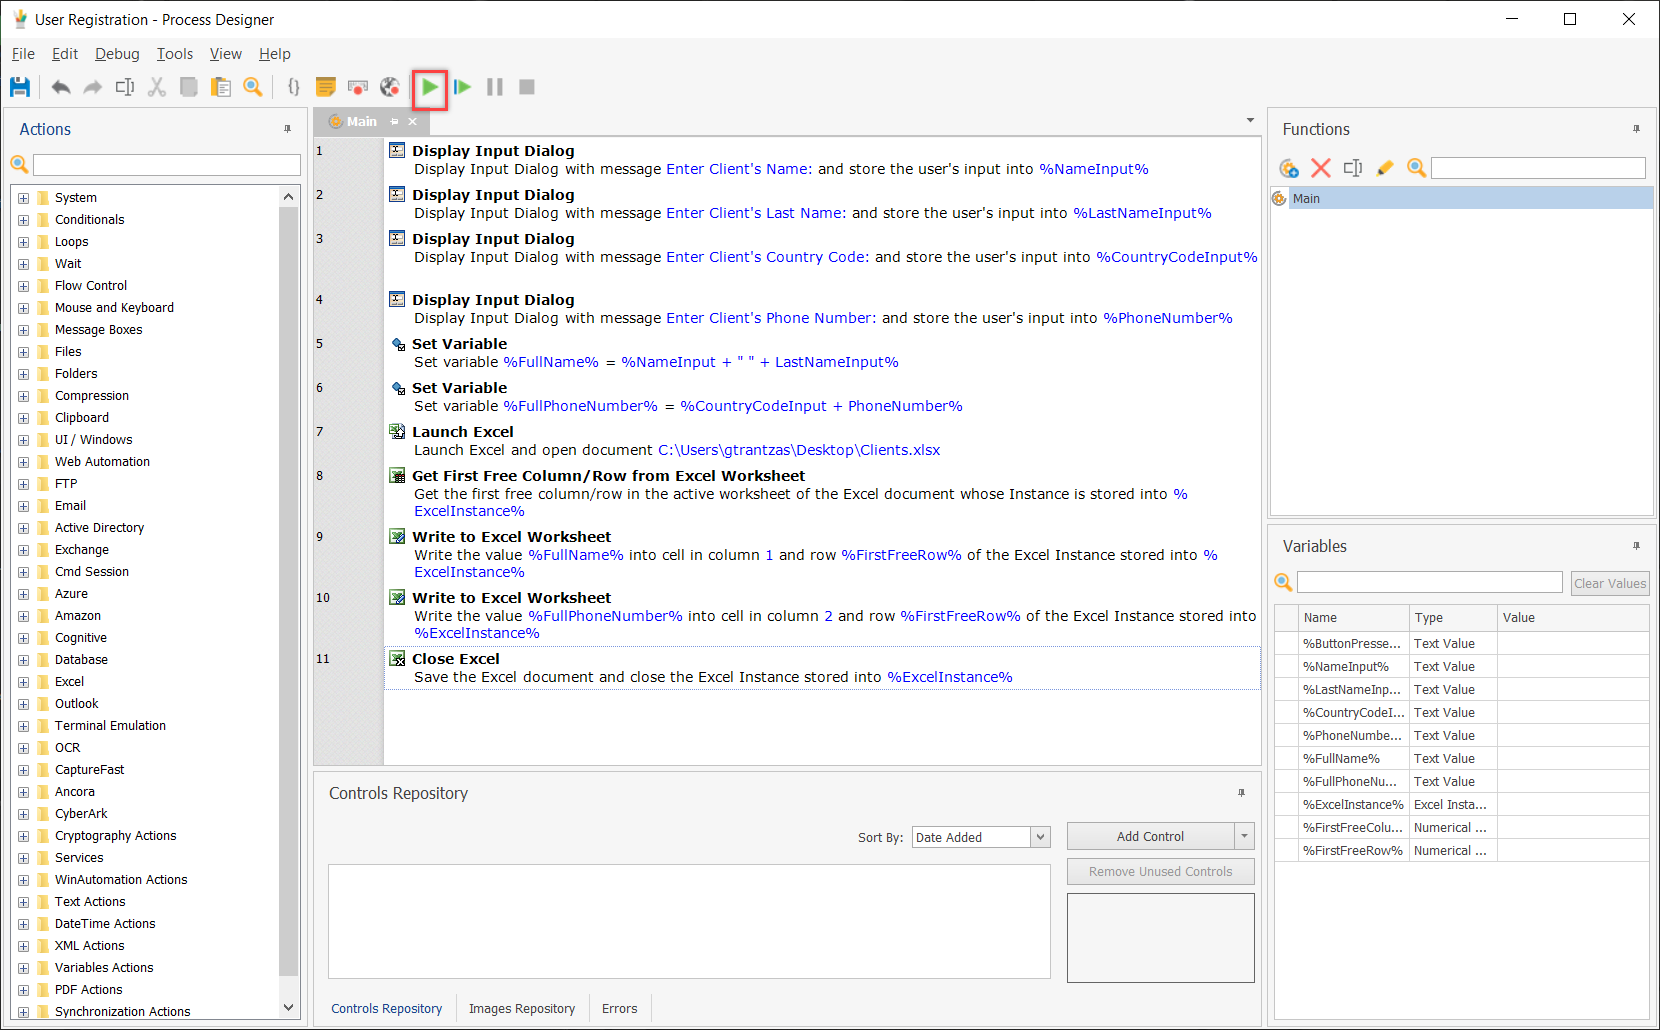 User Registration - Process Designer
File Edit Debug Tools View Help
Actions
System
Conditionals
Loops
Wait
Flow Control
Mouse and Keyboard
Message Boxes
Files
Folders
Compression
Clipboard
UI / Windows
Web Automation
FTP
Email
Active Directory
Exchange
Cmd Session
Azure
Amazon
Cognitive
Database
Excel
Outlook
Terminal Emulation
OCR
CaptureFast
Ancora
CyberArk
Cryptography Actions
Services
WinAutomation Actions
Text Actions
DateTime Actions
XML Actions
Variables Actions
PDF Actions
Synchronization Actions
Main
1 Display Input Dialog
Display Input Dialog with message Enter Client's Name: and store the user's input into %NameInput%
2 Display Input Dialog
Display Input Dialog with message Enter Client's Last Name: and store the user's input into %LastNameInput%
3 Display Input Dialog
Display Input Dialog with message Enter Client's Country Code: and store the user's input into %CountryCodeInput%
4 Display Input Dialog
Display Input Dialog with message Enter Client's Phone Number: and store the user's input into %PhoneNumber%
5 Set Variable
Set variable %FullName% = %NameInput + " " + LastNameInput%
6 Set Variable
Set variable %FullPhoneNumber% = %CountryCodeInput + PhoneNumber%
7 Launch Excel
Launch Excel and open document C:\Users\gtrantzas\Desktop\Clients.xlsx
8 Get First Free Column/Row from Excel Worksheet
Get the first free column/row in the active worksheet of the Excel document whose Instance is stored into %
ExcelInstance%
9 Write to Excel Worksheet
Write the value %FullName% into cell in column 1 and row %FirstFreeRow% of the Excel Instance stored into %
ExcelInstance%
10 Write to Excel Worksheet
Write the value %FullPhoneNumber% into cell in column 2 and row %FirstFreeRow% of the Excel Instance stored into
%ExcelInstance%
11 Close Excel
Save the Excel document and close the Excel Instance stored into %ExcelInstance%
Controls Repository
Sort By: Date Added Add Control
Remove Unused Controls
Controls Repository Images Repository Errors
Functions
Main
Variables
Clear Values
Name Type Value
%ButtonPresse... Text Value
%NameInput% Text Value
%LastNameInp... Text Value
%CountryCodeI... Text Value
%PhoneNumbe... Text Value
%FullName% Text Value
%FullPhoneNu... Text Value
%ExcelInstance% Excel Insta...
%FirstFreeColu... Numerical ...
%FirstFreeRow% Numerical ...